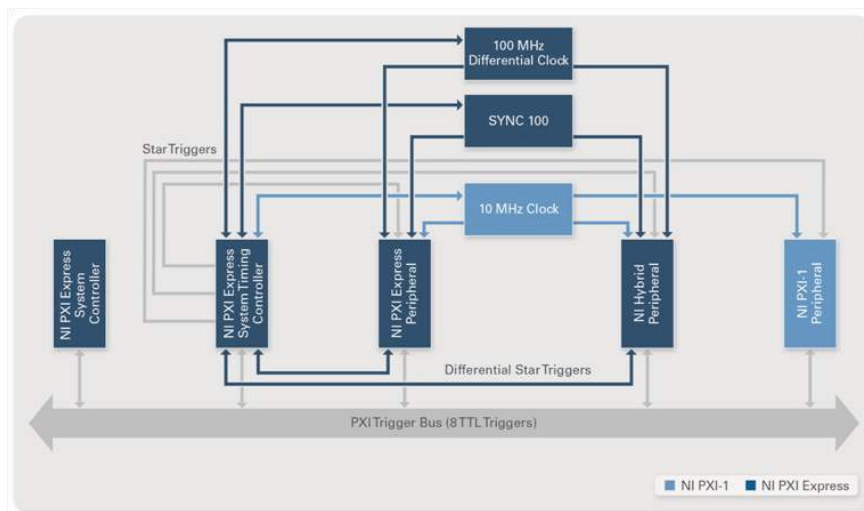 100 MHz
Differential Clock
SYNC 100
Star Triggers
10 MHz Clock
NI PXI Express
System
Controller
NI PXI Express
System Timing
Controller
NI PXI Express
Peripheral
NI Hybrid
Peripheral
NI PXI-1
Peripheral
Differential Star Triggers
PXI Trigger Bus (8 TTL Triggers)
NI PXI-1
NI PXI Express